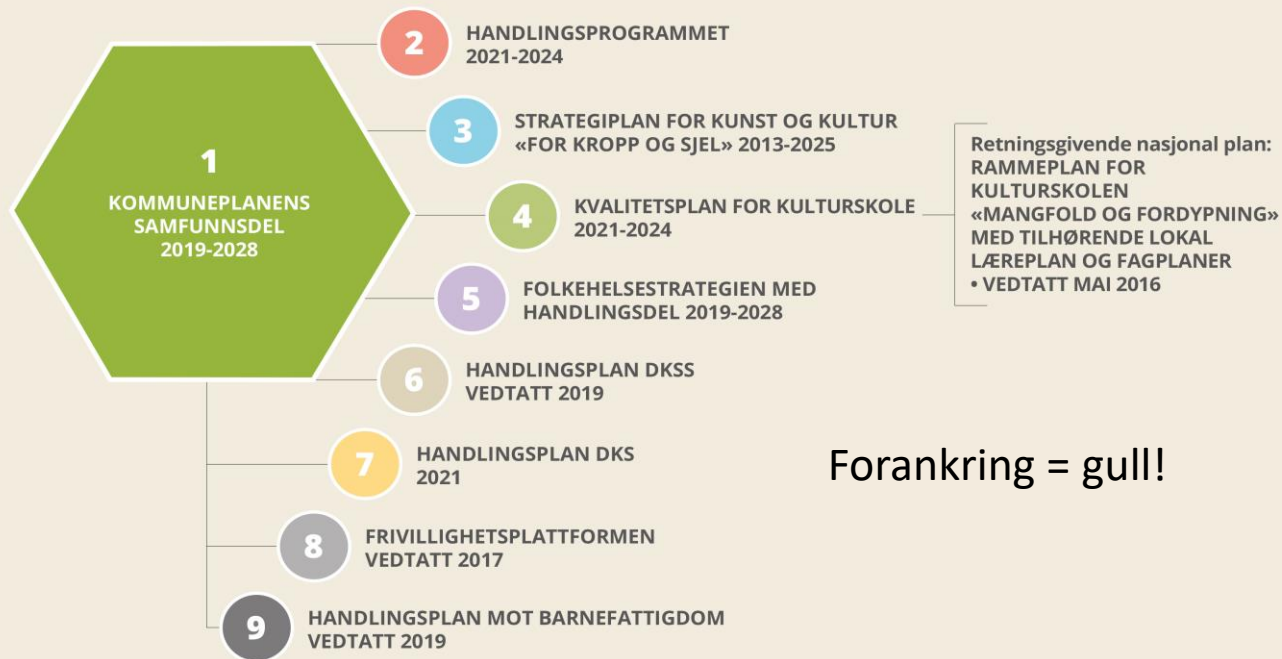 1
KOMMUNEPLANENS
SAMFUNNSDEL
2019-2028
2
HANDLINGSPROGRAMMET
2021-2024
3
STRATEGIPLAN FOR KUNST OG KULTUR
«FOR KROPP OG SJEL» 2013-2025
4
KVALITETSPLAN FOR KULTURSKOLE
2021-2024
Retningsgivende nasjonal plan:
RAMMEPLAN FOR
KULTURSKOLEN
«MANGFOLD OG FORDYPNING»
MED TILHØRENDE LOKAL
LÆREPLAN OG FAGPLANER
• VEDTATT MAI 2016
5
FOLKEHELSESTRATEGIEN MED
HANDLINGSDEL 2019-2028
6
HANDLINGSPLAN DKSS
VEDTATT 2019
7
HANDLINGSPLAN DKS
2021
Forankring = gull!
8
FRIVILLIGHETSPLATTFORMEN
VEDTATT 2017
9
HANDLINGSPLAN MOT BARNEFATTIGDOM
VEDTATT 2019